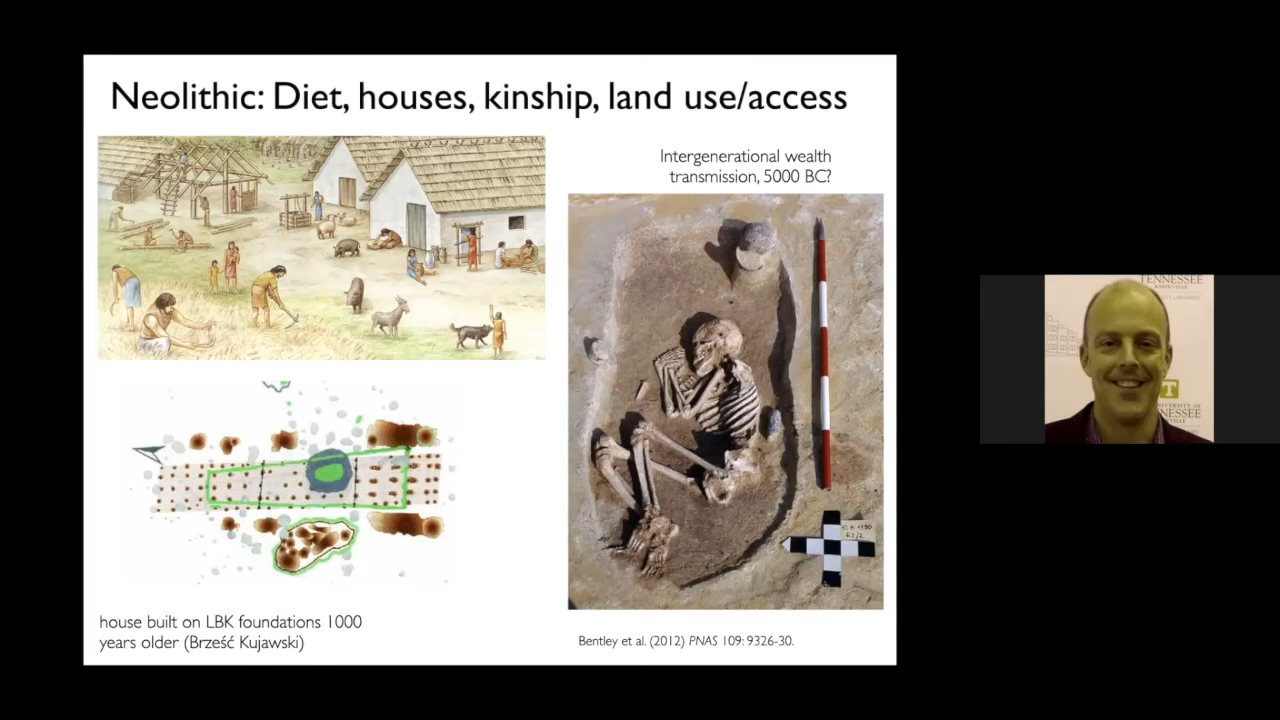 Neolithic: Diet, houses, kinship, land use/access
Intergenerational wealth
transmission, 5000 BC?
house built on LBK foundations 1000
years older (Brześć Kujawski)
Bentley et al. (2012) PNAS 109: 9326-30.
TENNESSEE
KNOXVILLE
T